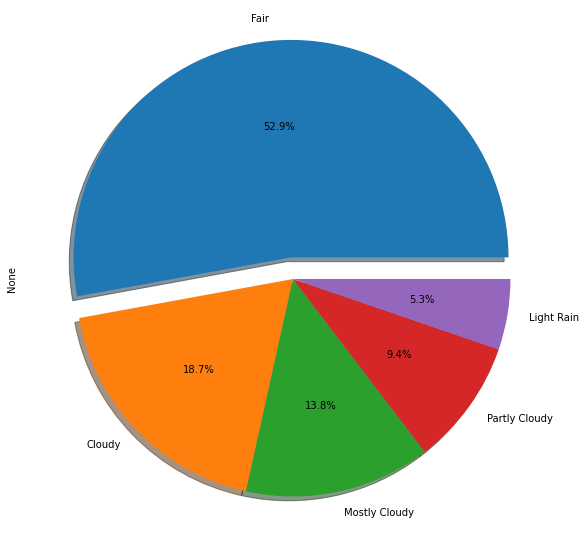 Fair
52.9%
None
5.3%
Light Rain
9.4%
18.7%
13.8%
Partly Cloudy
Cloudy
Mostly Cloudy